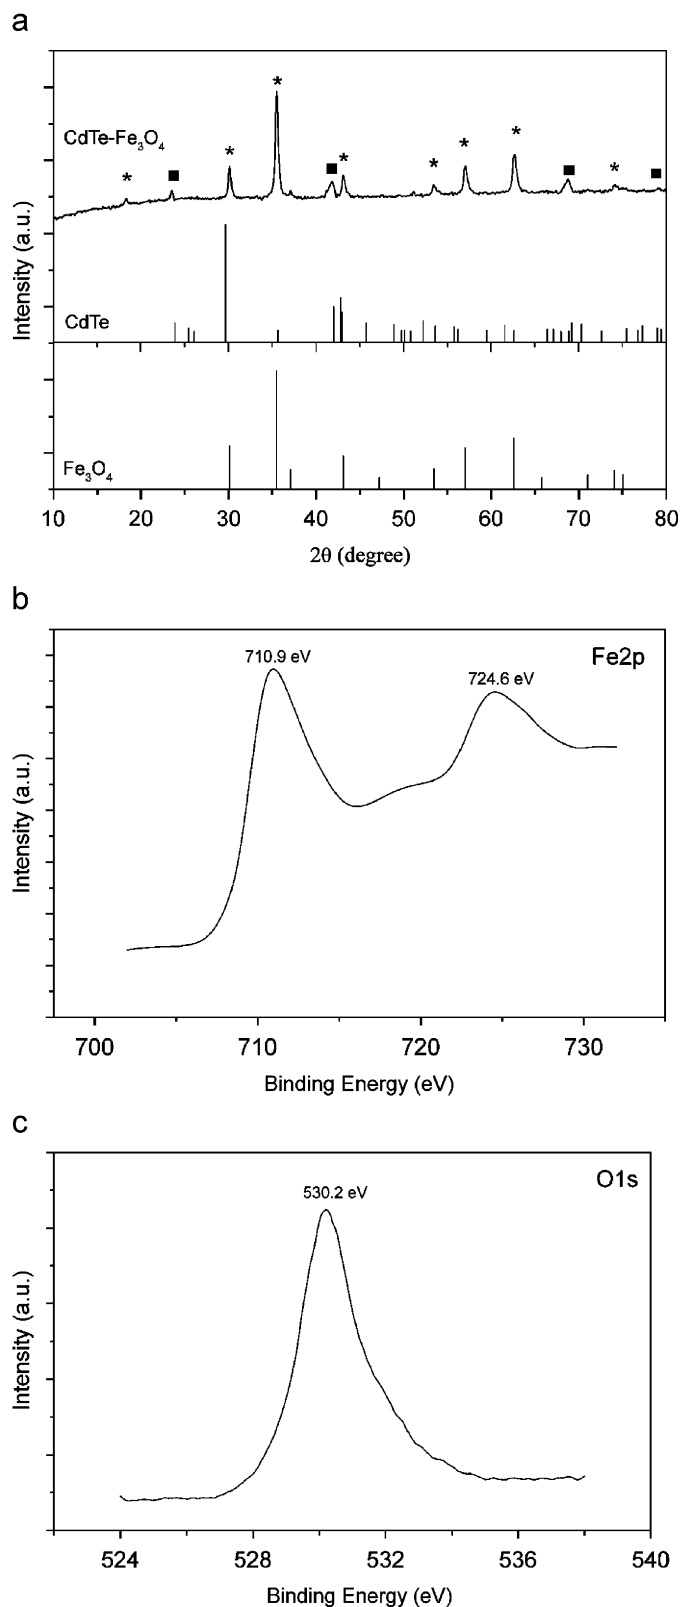 a
*
CdTe-Fe₃O₄
* ■ * ■ * * * * ■ * ■
CdTe
Fe₃O₄
Intensity (a.u.)
10 20 30 40 50 60 70 80
2θ (degree)
b
710.9 eV
724.6 eV
Fe2p
Intensity (a.u.)
700 710 720 730
Binding Energy (eV)
c
530.2 eV
O1s
Intensity (a.u.)
524 528 532 536 540
Binding Energy (eV)